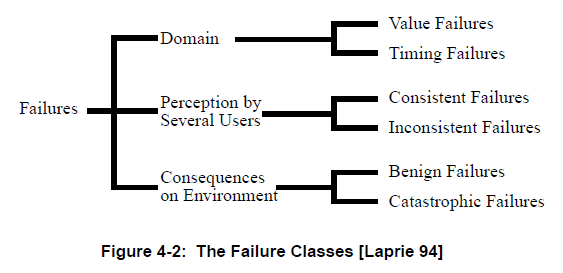 Value Failures
Domain
Timing Failures
Consistent Failures
Failures
Perception by
Several Users
Inconsistent Failures
Benign Failures
Consequences
on Environment
Catastrophic Failures
Figure 4-2: The Failure Classes [Laprie 94]